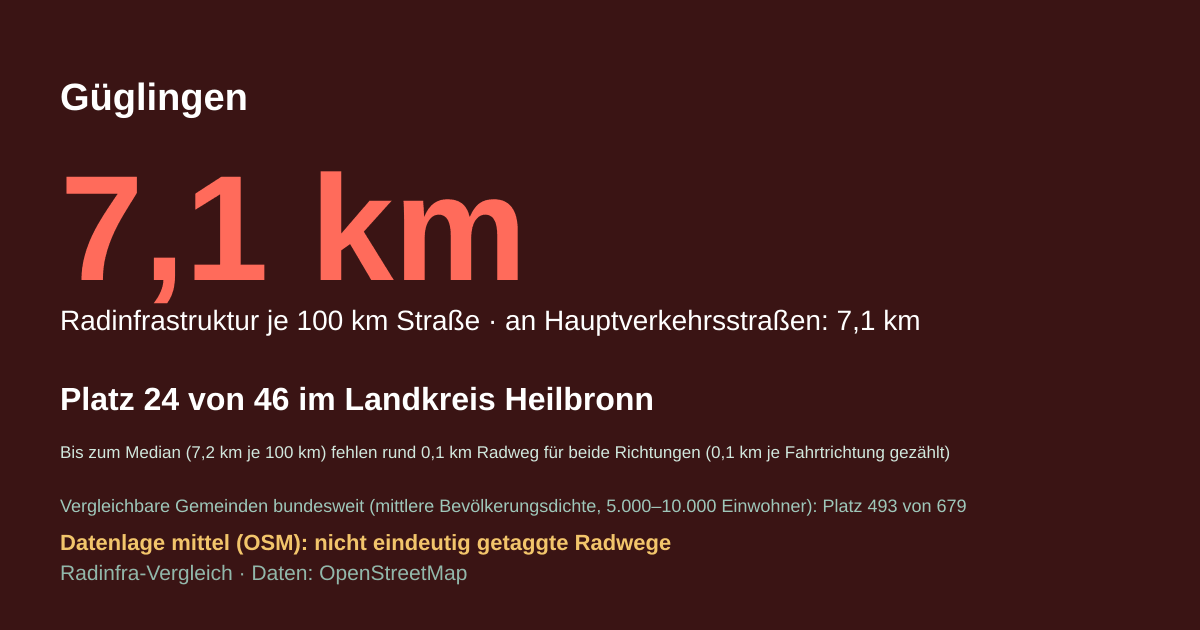 Güglingen
7,1 km
Radinfrastruktur je 100 km Straße · an Hauptverkehrsstraßen: 7,1 km
Platz 24 von 46 im Landkreis Heilbronn
Bis zum Median (7,2 km je 100 km) fehlen rund 0,1 km Radweg für beide Richtungen (0,1 km je Fahrtrichtung gezählt)
Vergleichbare Gemeinden bundesweit (mittlere Bevölkerungsdichte, 5.000–10.000 Einwohner): Platz 493 von 679
Datenlage mittel (OSM): nicht eindeutig getaggte Radwege
Radinfra-Vergleich · Daten: OpenStreetMap